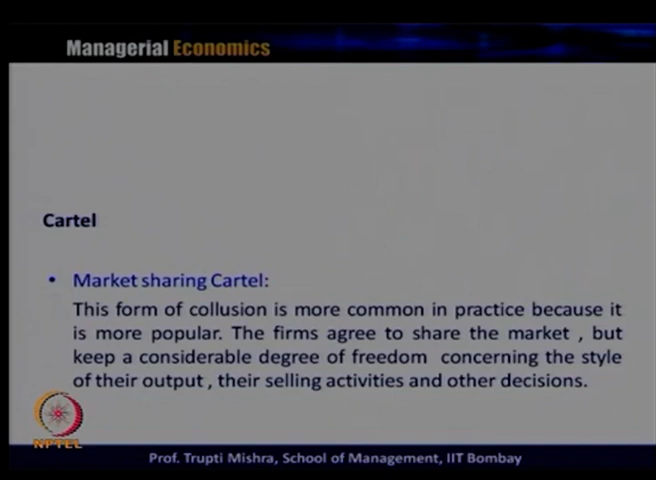 Managerial Economics
Cartel
• Market sharing Cartel:
This form of collusion is more common in practice because it
is more popular. The firms agree to share the market , but
keep a considerable degree of freedom concerning the style
of their output , their selling activities and other decisions.
NPTEL
Prof. Trupti Mishra, School of Management, IIT Bombay